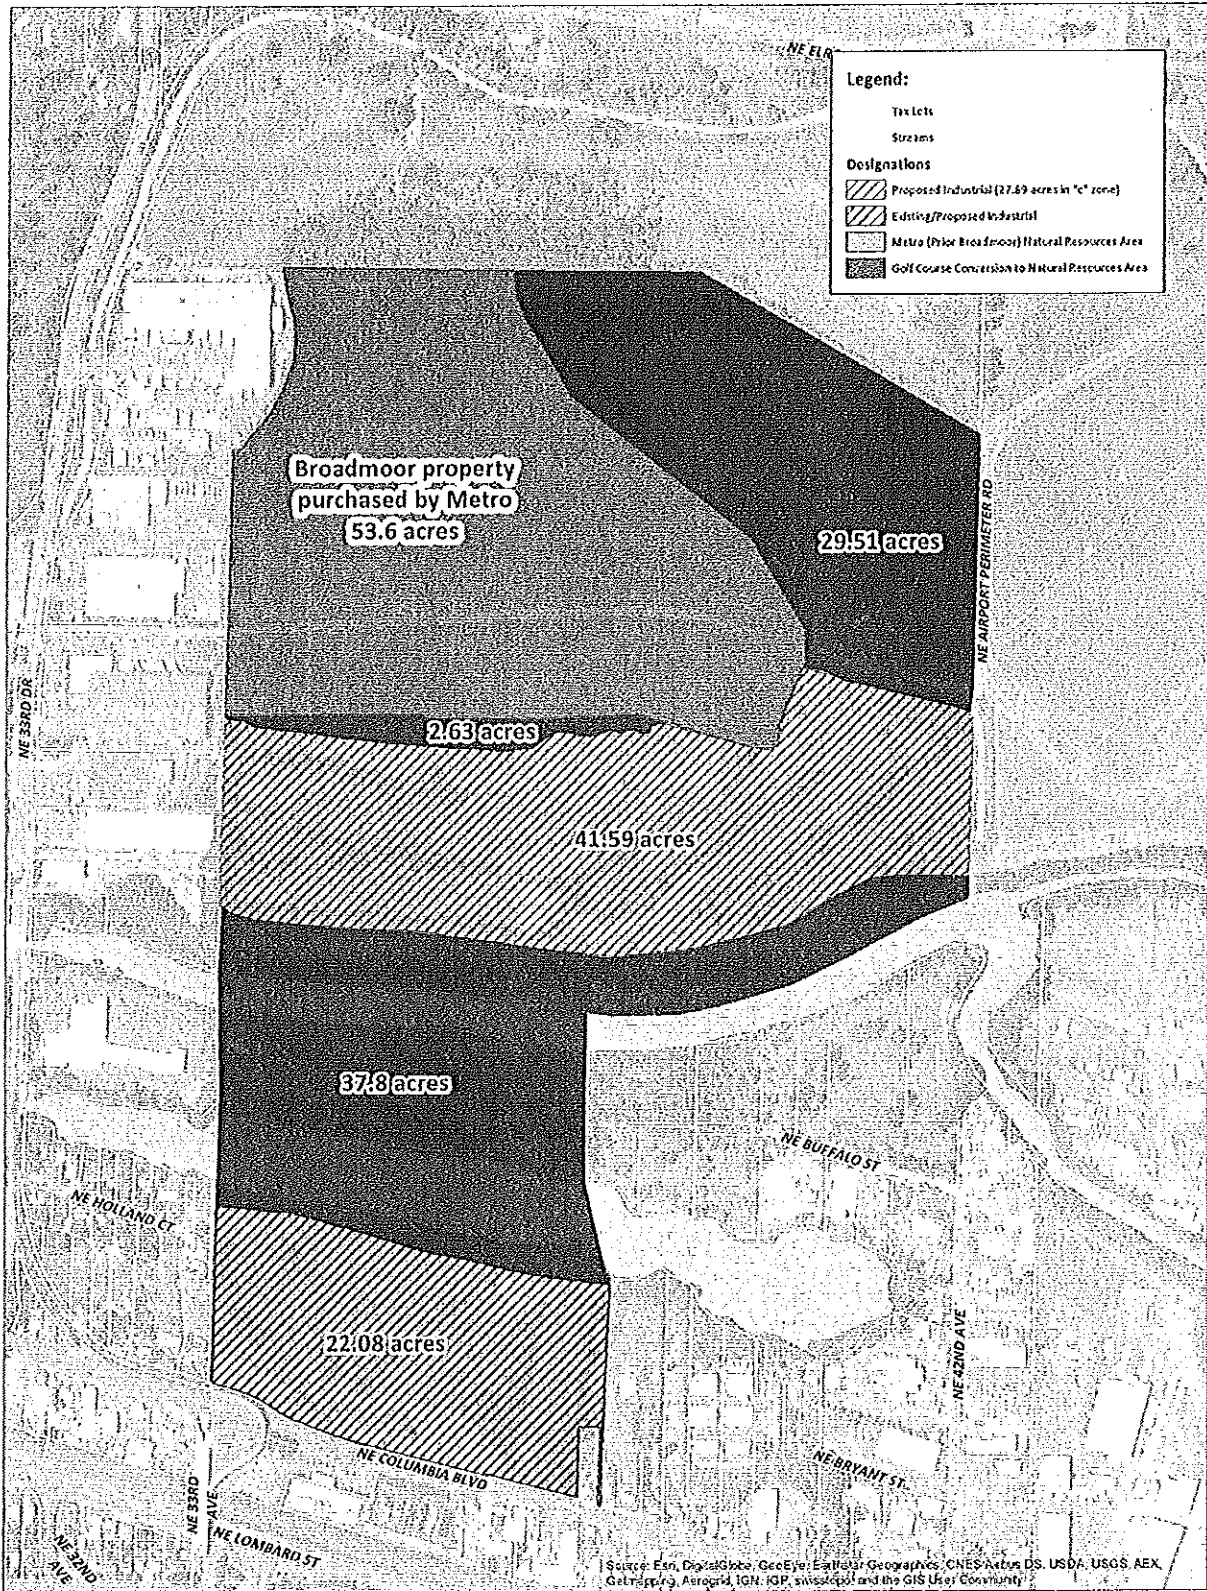 NE ELR
Legend:
Tax Lots
Streams
Designations
Proposed Industrial (27.89 acres in "c" zone)
Existing/Proposed Industrial
Metro (Prior Broadmoor) Natural Resources Area
Golf Course Conversion to Natural Resources Area
Broadmoor property
purchased by Metro
53.6 acres
29.51 acres
NE AIRPORT PERIMETER RD
NE 33RD DR
2.63 acres
41.59 acres
37.8 acres
NE BUFFALO ST
NE HOLLAND CT
22.08 acres
NE 42ND AVE
NE COLUMBIA BLVD
NE BRYANT ST
NE 33RD
AVE
NE LOMBARD ST
NE 32ND
AVE
Source: Esri, DigitalGlobe, GeoEye, Earthstar Geographics, CNES/Airbus DS, USDA, USGS, AEX,
Getmapping, Aerogrid, IGN, IGP, swisstopo, and the GIS User Community